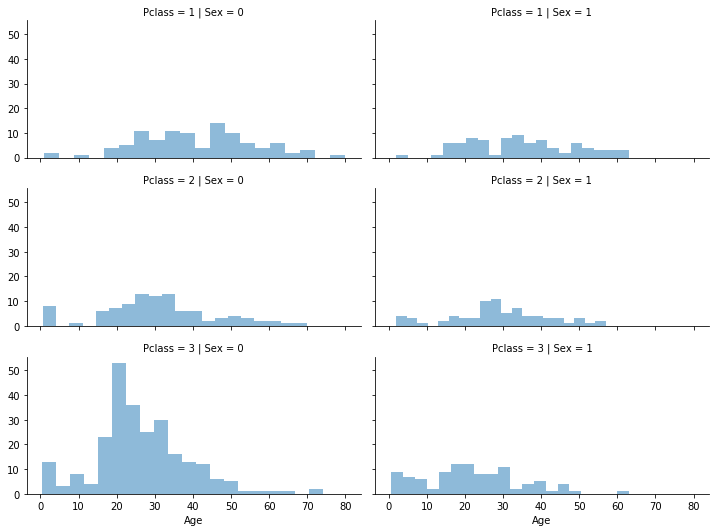 Pclass = 1 | Sex = 0
Pclass = 1 | Sex = 1
50
40
30
20
10
0
Pclass = 2 | Sex = 0
Pclass = 2 | Sex = 1
50
40
30
20
10
0
Pclass = 3 | Sex = 0
Pclass = 3 | Sex = 1
50
40
30
20
10
0
0 10 20 30 40 50 60 70 80
0 10 20 30 40 50 60 70 80
Age
Age